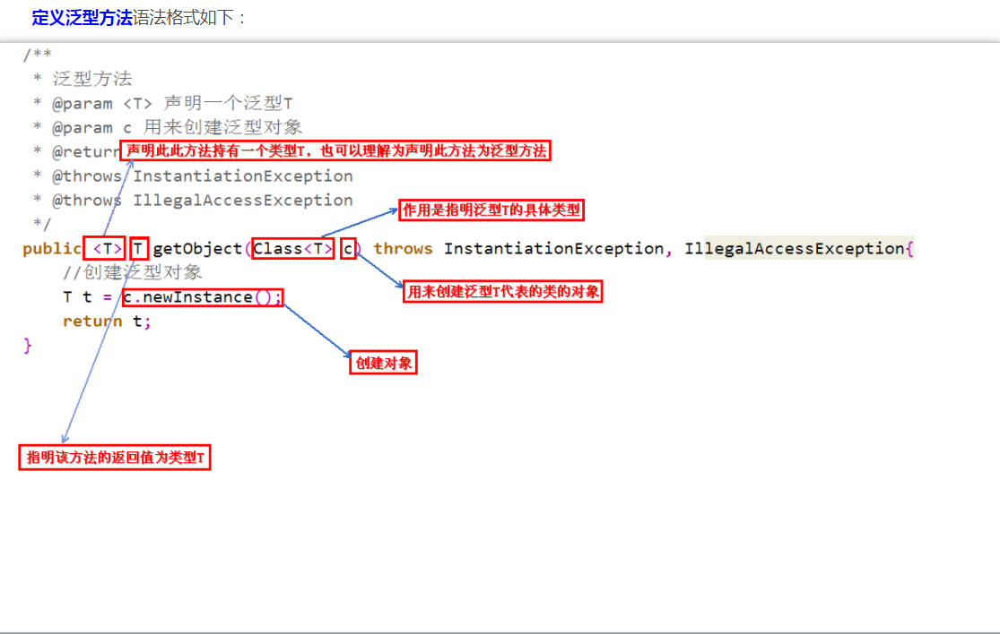 定义泛型方法语法格式如下：
/**
* 泛型方法
* @param <T> 声明一个泛型T
* @param c 用来创建泛型对象
* @return 声明此此方法持有一个类型T，也可以理解为声明此方法为泛型方法
* @throws InstantiationException
* @throws IllegalAccessException
*/
作用是指明泛型T的具体类型
public <T> T getObject(Class<T> c) throws InstantiationException, IllegalAccessException{
//创建泛型对象
用来创建泛型T代表的类的对象
T t = c.newInstance();
return t;
}
创建对象
指明该方法的返回值为类型T